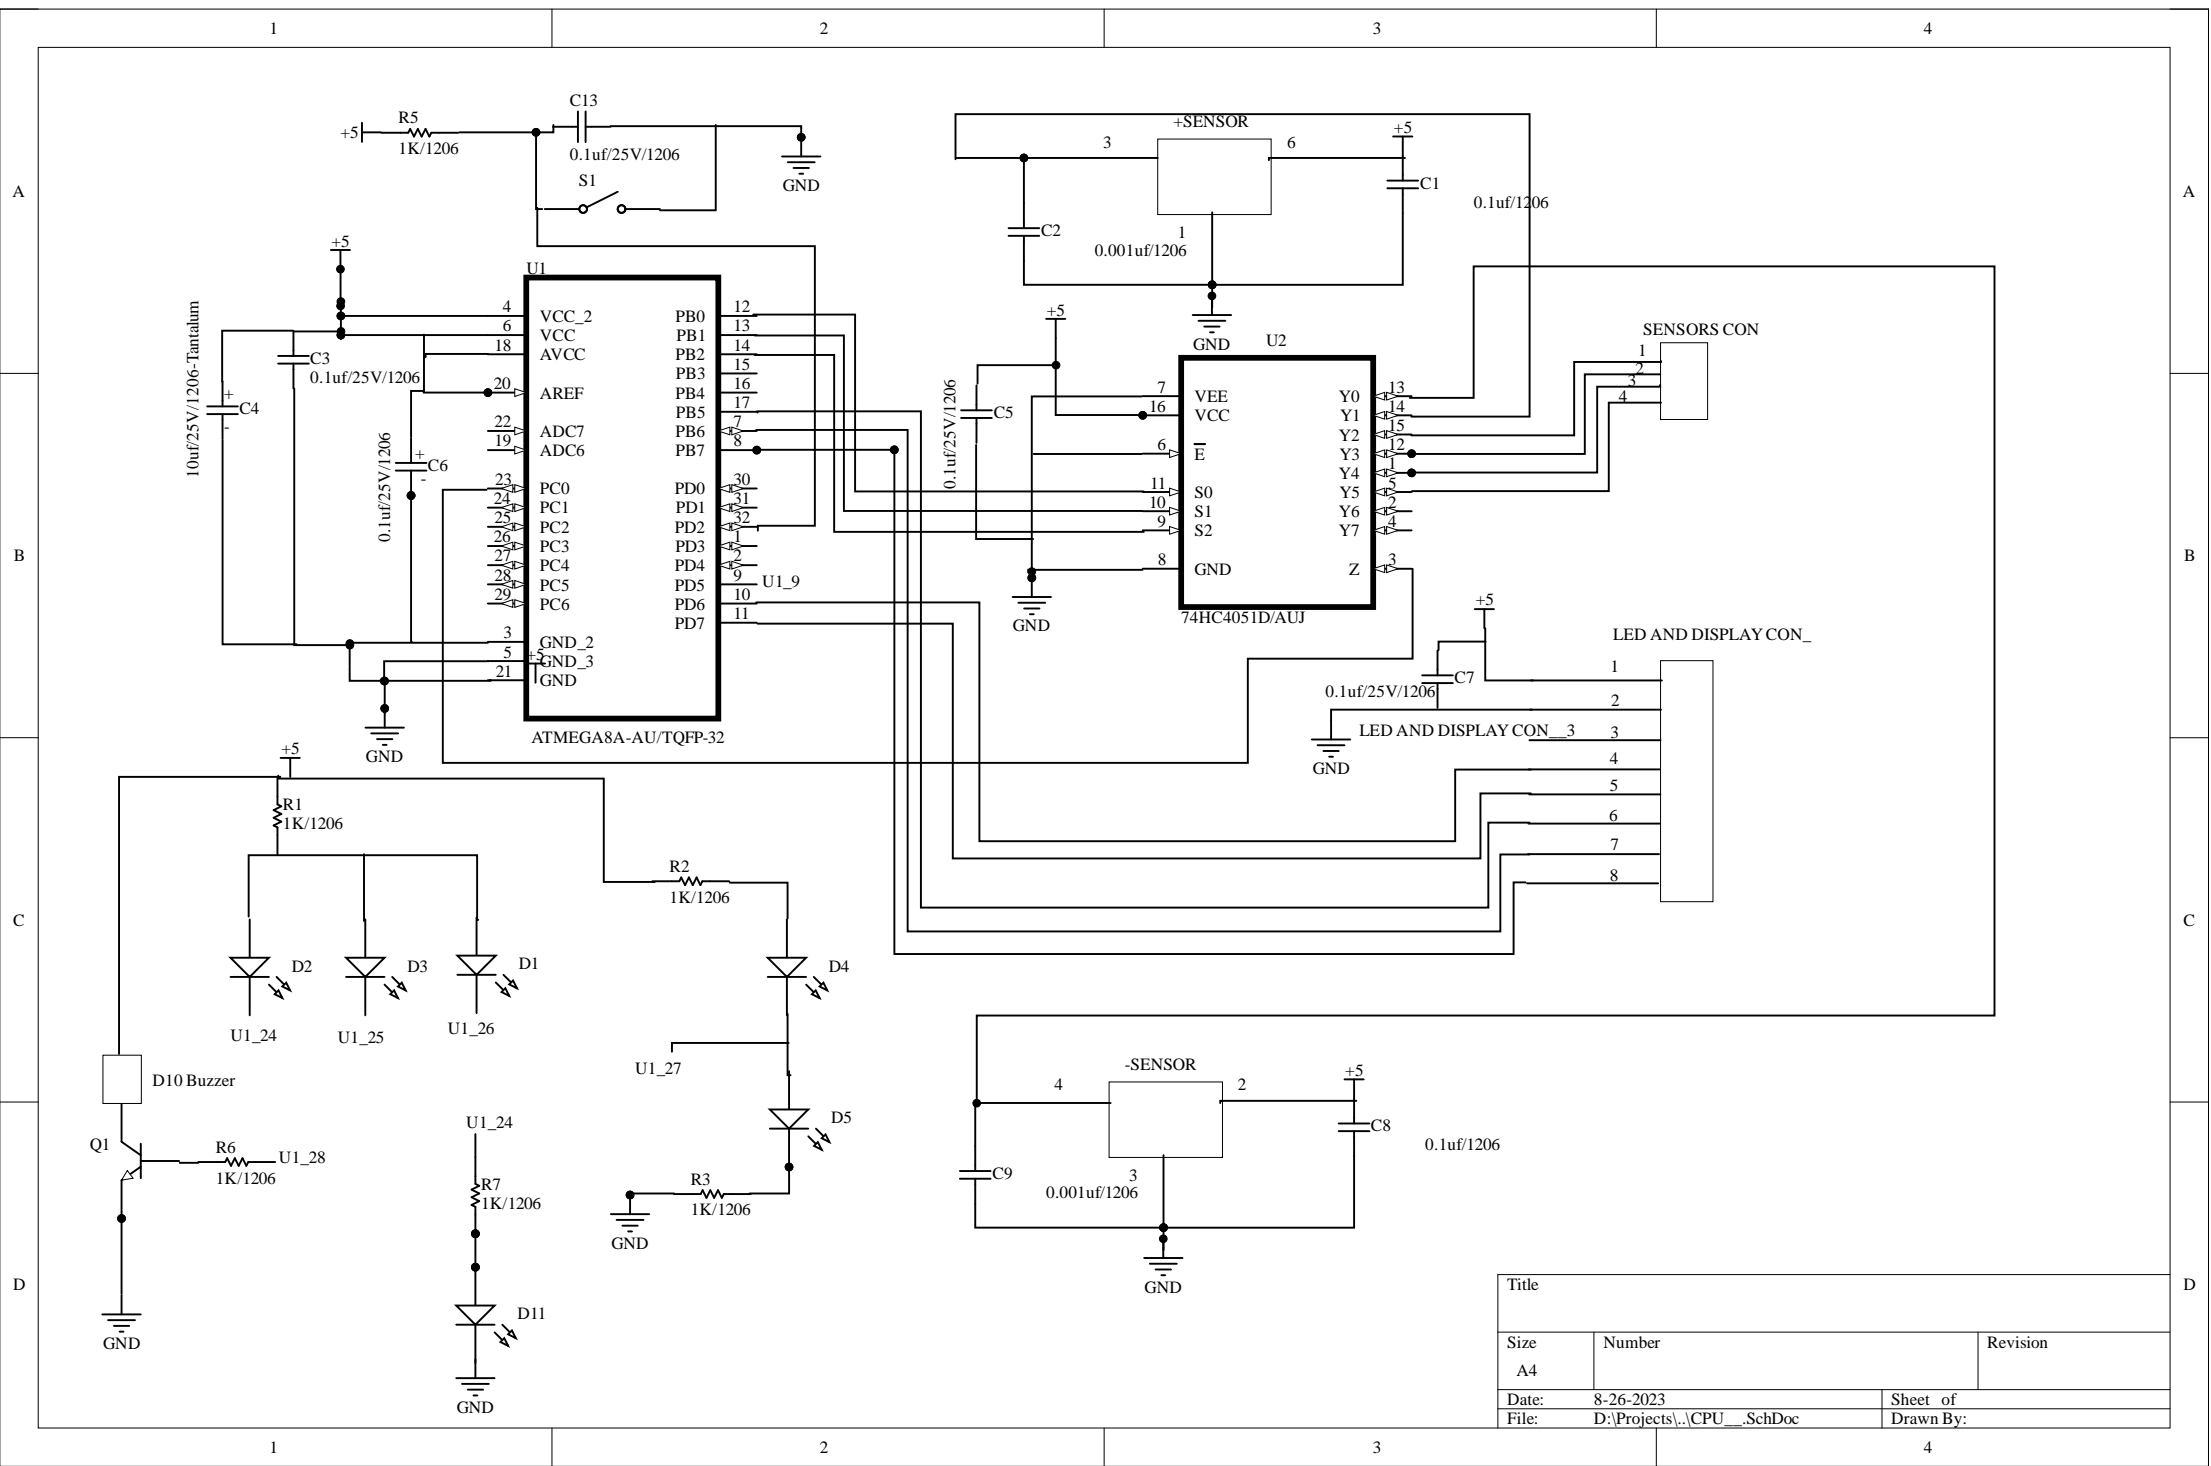 1 2 3 4
A
A
B
B
C
C
D
D
+5
R5
1K/1206
C13
0.1uf/25V/1206
S1
GND
+5
10uf/25V/1206-Tantalum
+
C4
-
C3
0.1uf/25V/1206
0.1uf/25V/1206
+
C6
-
U1
4 VCC_2
6 VCC
18 AVCC
20 AREF
22 ADC7
19 ADC6
23 PC0
24 PC1
25 PC2
26 PC3
27 PC4
28 PC5
29 PC6
3 GND_2
5 GND_3
+5
21 GND
PB0 12
PB1 13
PB2 14
PB3 15
PB4 16
PB5 17
PB6 7
PB7 8
PD0 30
PD1 31
PD2 32
PD3 1
PD4 2
PD5 9 U1_9
PD6 10
PD7 11
ATMEGA8A-AU/TQFP-32
GND
+SENSOR
3 6
1
+5
C1
0.1uf/1206
C2
0.001uf/1206
GND
+5
0.1uf/25V/1206
C5
GND
U2
7 VEE
16 VCC
6 E
11 S0
10 S1
9 S2
8 GND
Y0 13
Y1 14
Y2 15
Y3 12
Y4 1
Y5 5
Y6 2
Y7 4
Z 3
74HC4051D/AUJ
SENSORS CON
1
2
3
4
+5
C7
0.1uf/25V/1206
GND
LED AND DISPLAY CON_
LED AND DISPLAY CON__3
1
2
3
4
5
6
7
8
+5
R1
1K/1206
D2
D3
D1
U1_24
U1_25
U1_26
R2
1K/1206
D4
U1_27
D5
R3
1K/1206
GND
D10 Buzzer
Q1
R6
1K/1206
U1_28
GND
U1_24
R7
1K/1206
D11
GND
-SENSOR
4 2
3
+5
C8
0.1uf/1206
C9
0.001uf/1206
GND
Title
Size Number Revision
A4
Date: 8-26-2023 Sheet of
File: D:\Projects\..\CPU__.SchDoc Drawn By:
1 2 3 4